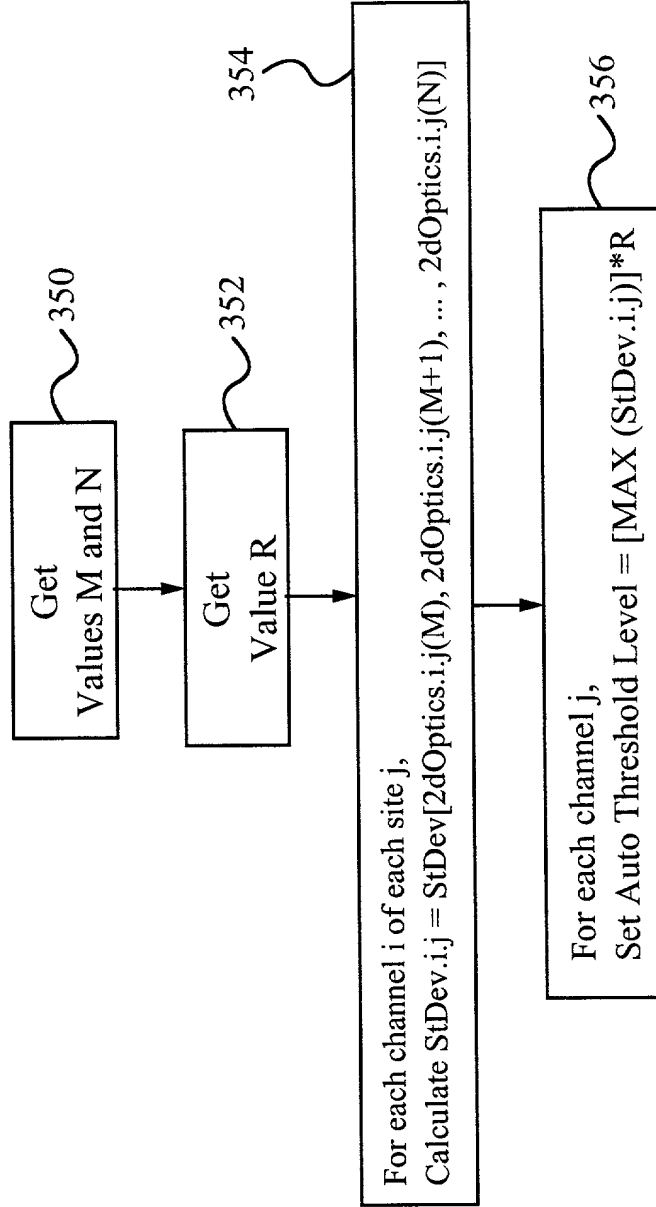 Get
Values M and N
350
Get
Value R
352
For each channel i of each site j,
Calculate StDev.i.j = StDev[2dOptics.i.j(M), 2dOptics.i.j(M+1), ... , 2dOptics.i.j(N)]
354
For each channel j,
Set Auto Threshold Level = [MAX (StDev.i.j)]*R
356